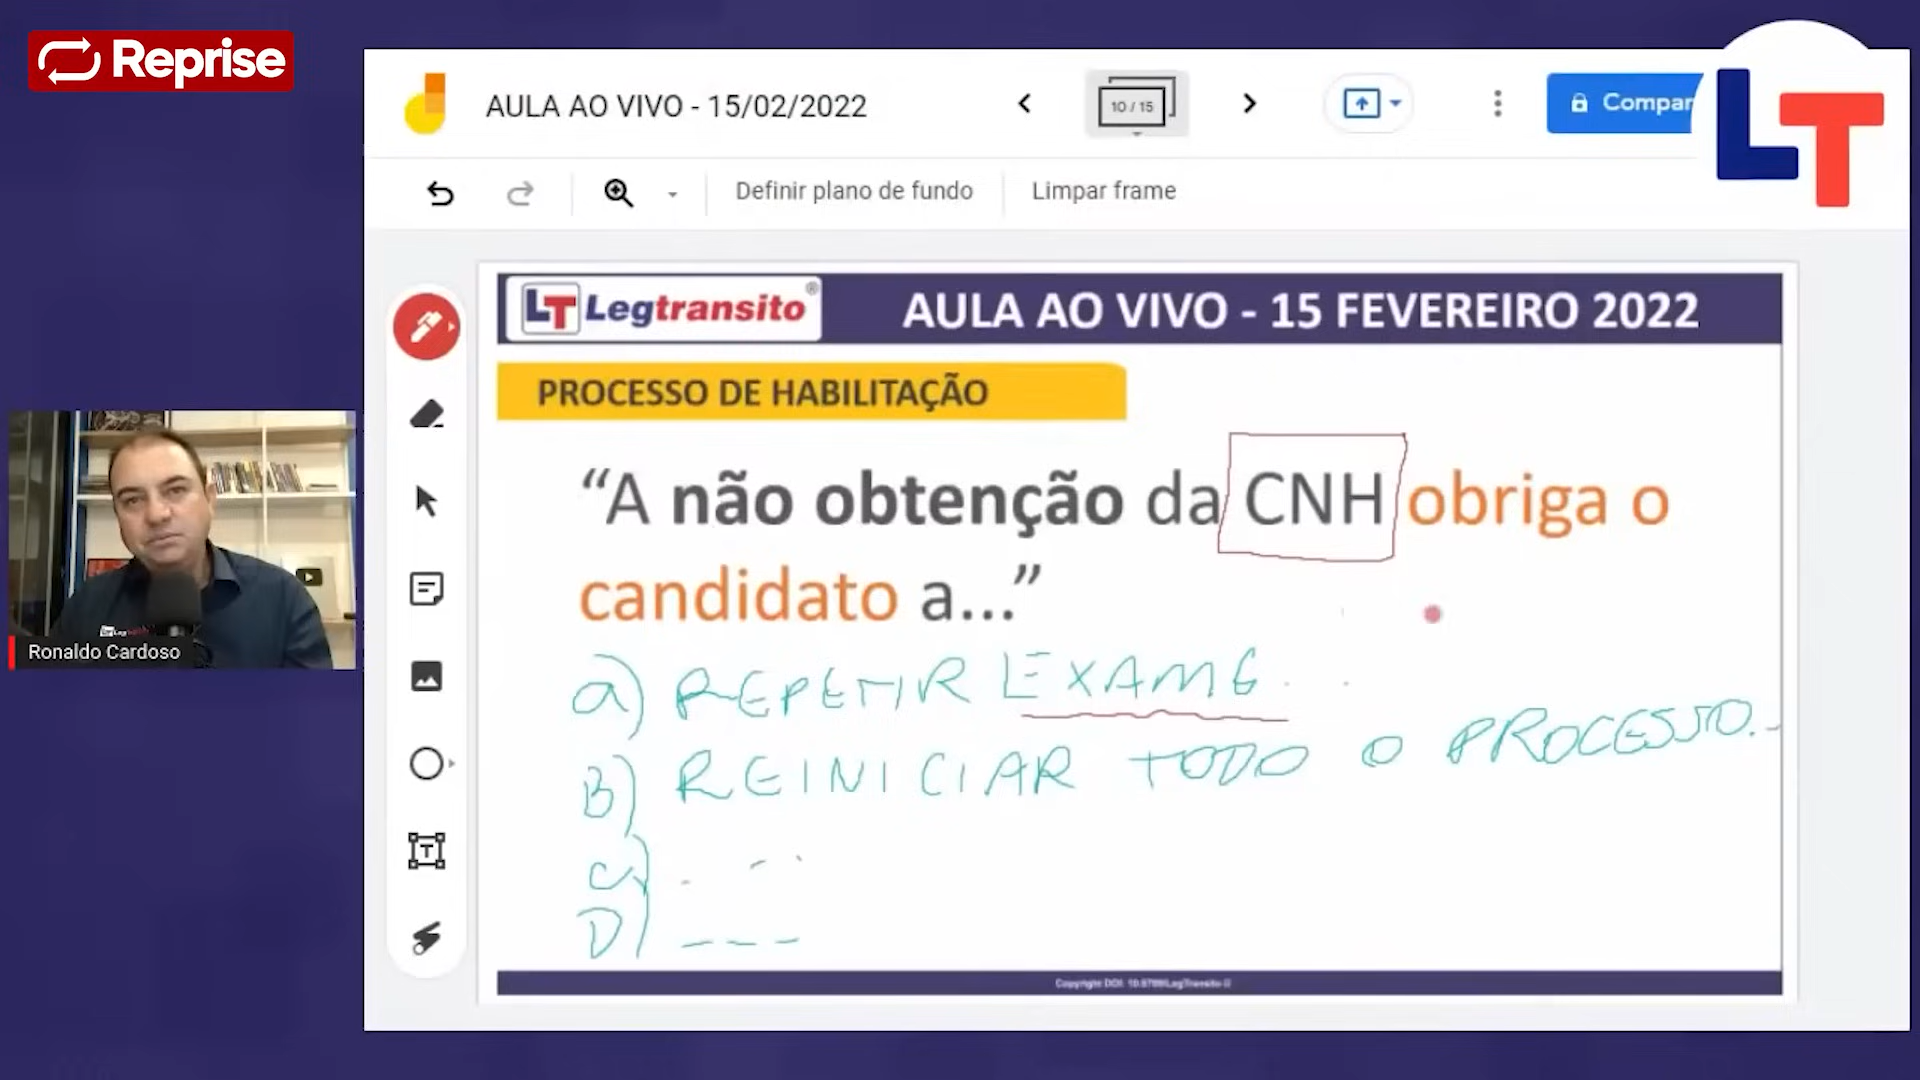 Reprise
AULA AO VIVO - 15/02/2022
10 / 15
Compar
LT
Definir plano de fundo
Limpar frame
LT Legtransito®
AULA AO VIVO - 15 FEVEREIRO 2022
PROCESSO DE HABILITAÇÃO
“A não obtenção da CNH obriga o
candidato a...”
a) REPETIR EXAME
B) REINICIAR TODO O PROCESSO...
C) ...
D) ---
Ronaldo Cardoso